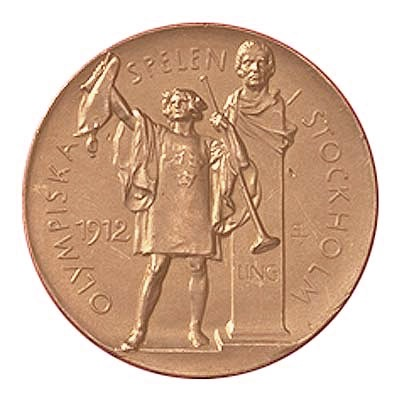 OLYMPISKA SPELEN I STOCKHOLM
1912
LING